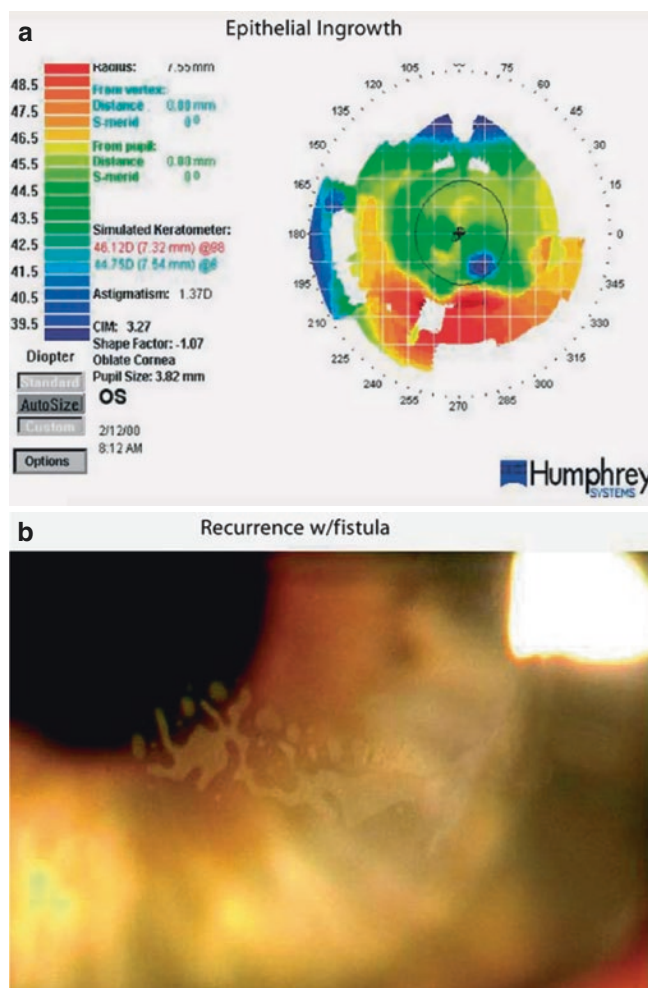 a
Epithelial Ingrowth
48.5
47.5
46.5
45.5
44.5
43.5
42.5
41.5
40.5
39.5
Diopter
Standard
AutoSize
Custom
Options
Radius: 7.55 mm
From vertex:
Distance 0.00 mm
S-merid 0°
From pupil:
Distance 0.00 mm
S-merid 0°
Simulated Keratometer:
46.12D (7.32 mm) @98
44.75D (7.54 mm) @8
Astigmatism: 1.37D
CIM: 3.27
Shape Factor: -1.07
Oblate Cornea
Pupil Size: 3.82 mm
OS
2/12/00
8:12 AM
105
75
120
60
135
45
150
30
165
15
180
0
195
345
210
330
225
315
240
300
255
285
270
Humphrey
SYSTEMS
b
Recurrence w/fistula